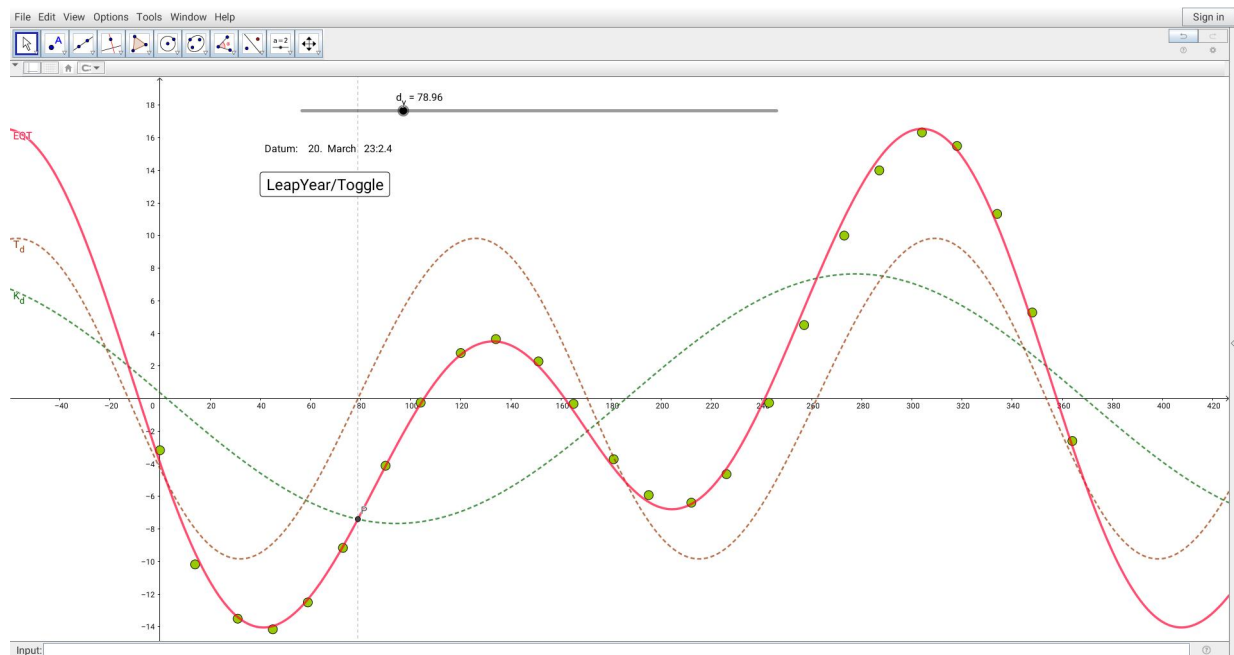 File Edit View Options Tools Window Help
Sign in
A
a=2
d_y = 78.96
18
EQT
16
Datum: 20. March 23:2.4
14
LeapYear/Toggle
12
10
T_d
8
K_d
6
4
2
−40 −20 0 20 40 60 80 100 120 140 160 180 200 220 240 260 280 300 320 340 360 380 400 420
−2
−4
−6
−8
−10
−12
−14
Input: